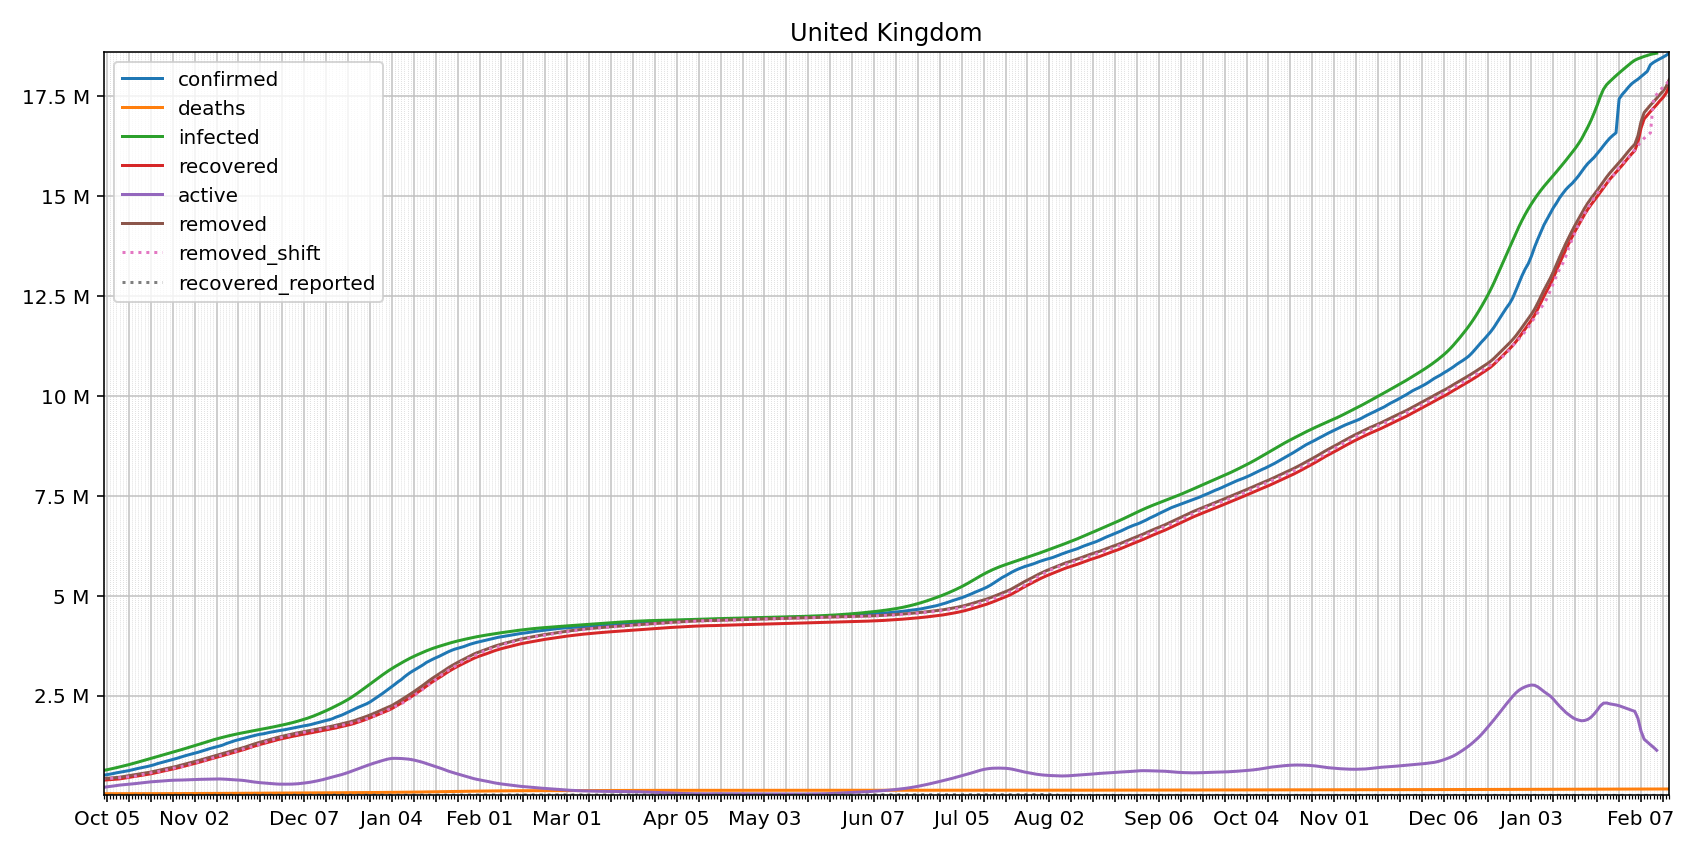 United Kingdom
confirmed
deaths
infected
recovered
active
removed
removed_shift
recovered_reported
17.5 M
15 M
12.5 M
10 M
7.5 M
5 M
2.5 M
Oct 05 Nov 02 Dec 07 Jan 04 Feb 01 Mar 01 Apr 05 May 03 Jun 07 Jul 05 Aug 02 Sep 06 Oct 04 Nov 01 Dec 06 Jan 03 Feb 07